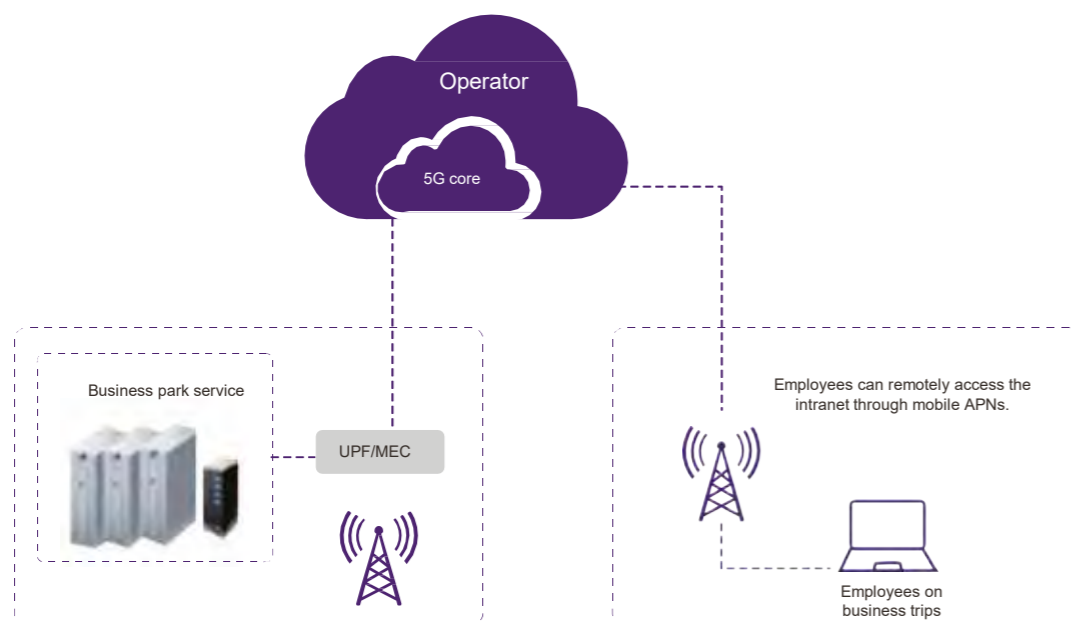 Operator
5G core
Business park service
UPF/MEC
Employees can remotely access the
intranet through mobile APNs.
Employees on
business trips